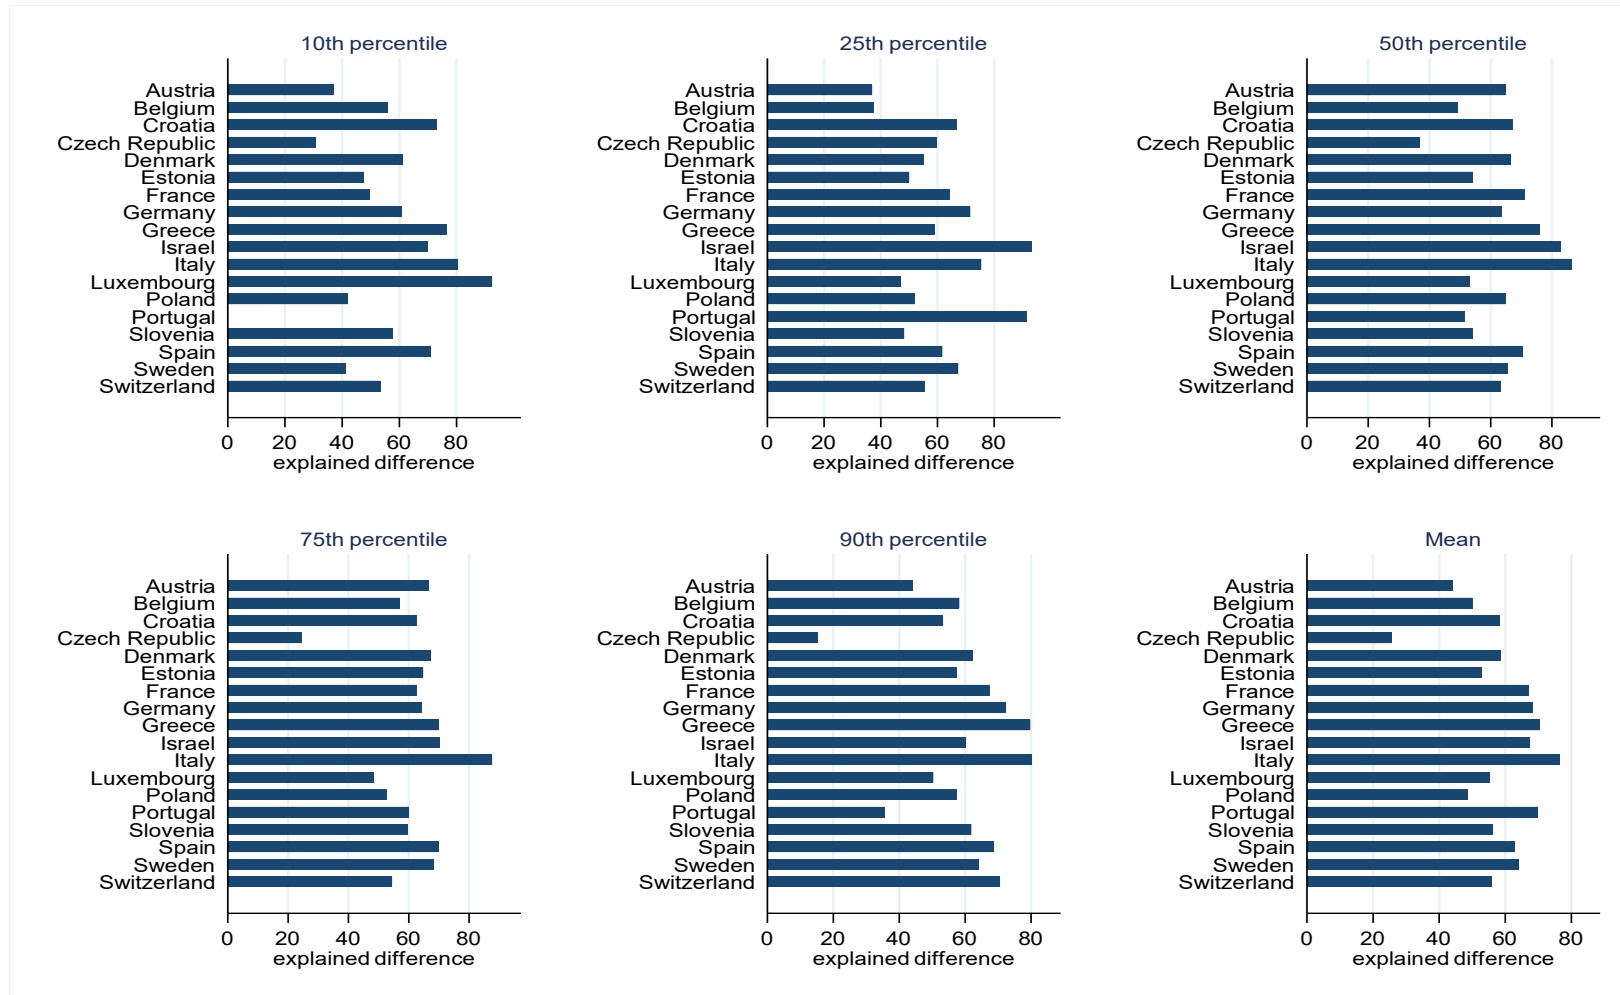 10th percentile
Austria
Belgium
Croatia
Czech Republic
Denmark
Estonia
France
Germany
Greece
Israel
Italy
Luxembourg
Poland
Portugal
Slovenia
Spain
Sweden
Switzerland
0 20 40 60 80
explained difference
25th percentile
Austria
Belgium
Croatia
Czech Republic
Denmark
Estonia
France
Germany
Greece
Israel
Italy
Luxembourg
Poland
Portugal
Slovenia
Spain
Sweden
Switzerland
0 20 40 60 80
explained difference
50th percentile
Austria
Belgium
Croatia
Czech Republic
Denmark
Estonia
France
Germany
Greece
Israel
Italy
Luxembourg
Poland
Portugal
Slovenia
Spain
Sweden
Switzerland
0 20 40 60 80
explained difference
75th percentile
Austria
Belgium
Croatia
Czech Republic
Denmark
Estonia
France
Germany
Greece
Israel
Italy
Luxembourg
Poland
Portugal
Slovenia
Spain
Sweden
Switzerland
0 20 40 60 80
explained difference
90th percentile
Austria
Belgium
Croatia
Czech Republic
Denmark
Estonia
France
Germany
Greece
Israel
Italy
Luxembourg
Poland
Portugal
Slovenia
Spain
Sweden
Switzerland
0 20 40 60 80
explained difference
Mean
Austria
Belgium
Croatia
Czech Republic
Denmark
Estonia
France
Germany
Greece
Israel
Italy
Luxembourg
Poland
Portugal
Slovenia
Spain
Sweden
Switzerland
0 20 40 60 80
explained difference